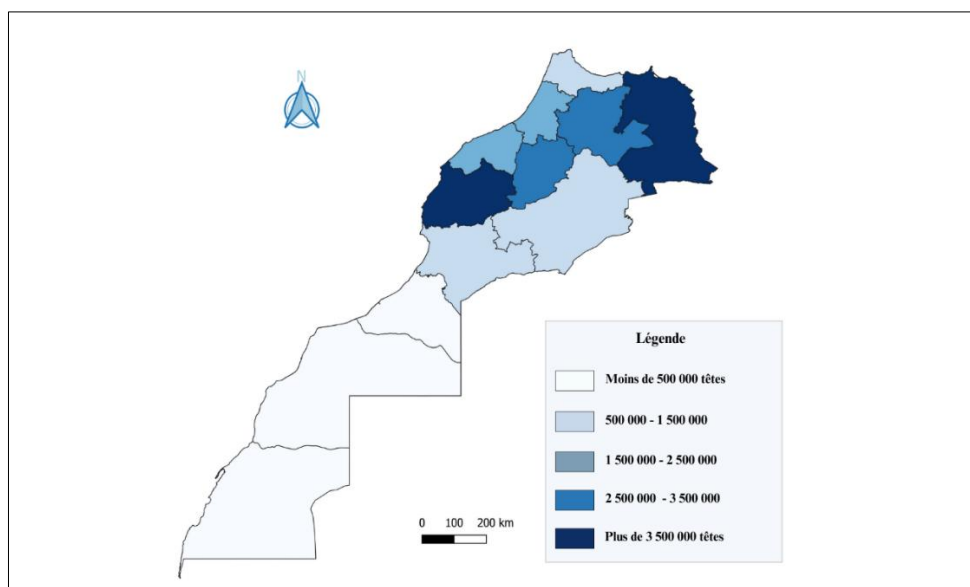 N
Légende
Moins de 500 000 têtes
500 000 - 1 500 000
1 500 000 - 2 500 000
2 500 000 - 3 500 000
Plus de 3 500 000 têtes
0 100 200 km